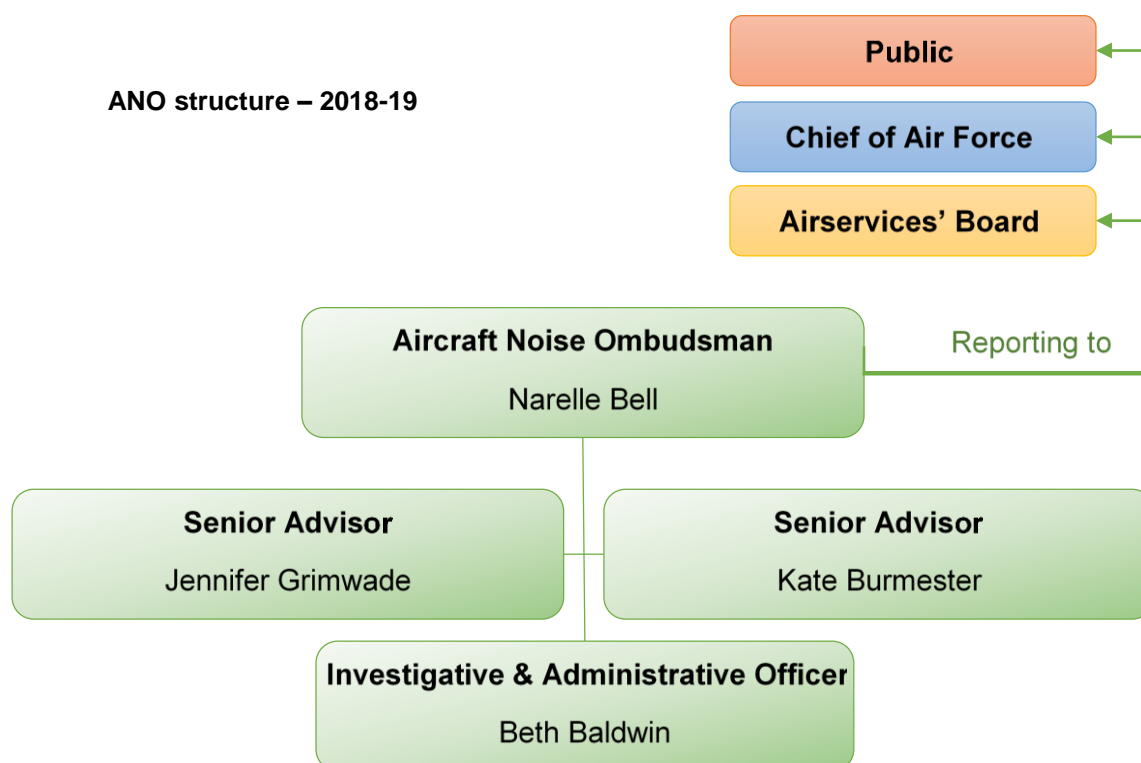 Public
ANO structure – 2018-19
Chief of Air Force
Airservices’ Board
Aircraft Noise Ombudsman
Narelle Bell
Reporting to
Senior Advisor
Jennifer Grimwade
Senior Advisor
Kate Burmester
Investigative & Administrative Officer
Beth Baldwin